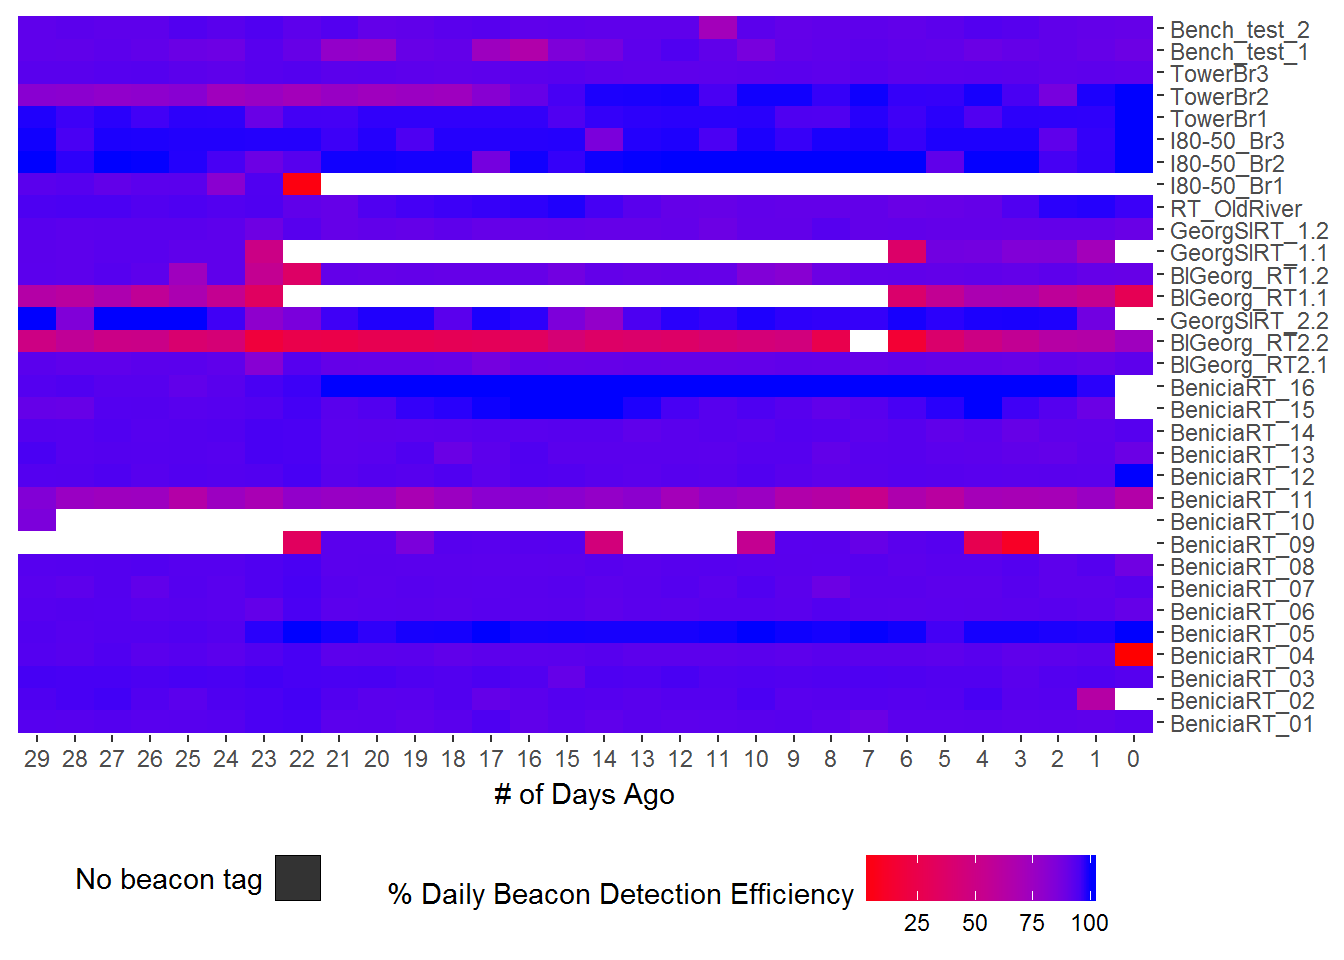 Bench_test_2
Bench_test_1
TowerBr3
TowerBr2
TowerBr1
I80-50_Br3
I80-50_Br2
I80-50_Br1
RT_OldRiver
GeorgSlRT_1.2
GeorgSlRT_1.1
BlGeorg_RT1.2
BlGeorg_RT1.1
GeorgSlRT_2.2
BlGeorg_RT2.2
BlGeorg_RT2.1
BeniciaRT_16
BeniciaRT_15
BeniciaRT_14
BeniciaRT_13
BeniciaRT_12
BeniciaRT_11
BeniciaRT_10
BeniciaRT_09
BeniciaRT_08
BeniciaRT_07
BeniciaRT_06
BeniciaRT_05
BeniciaRT_04
BeniciaRT_03
BeniciaRT_02
BeniciaRT_01
29 28 27 26 25 24 23 22 21 20 19 18 17 16 15 14 13 12 11 10 9 8 7 6 5 4 3 2 1 0
# of Days Ago
No beacon tag
% Daily Beacon Detection Efficiency
25 50 75 100